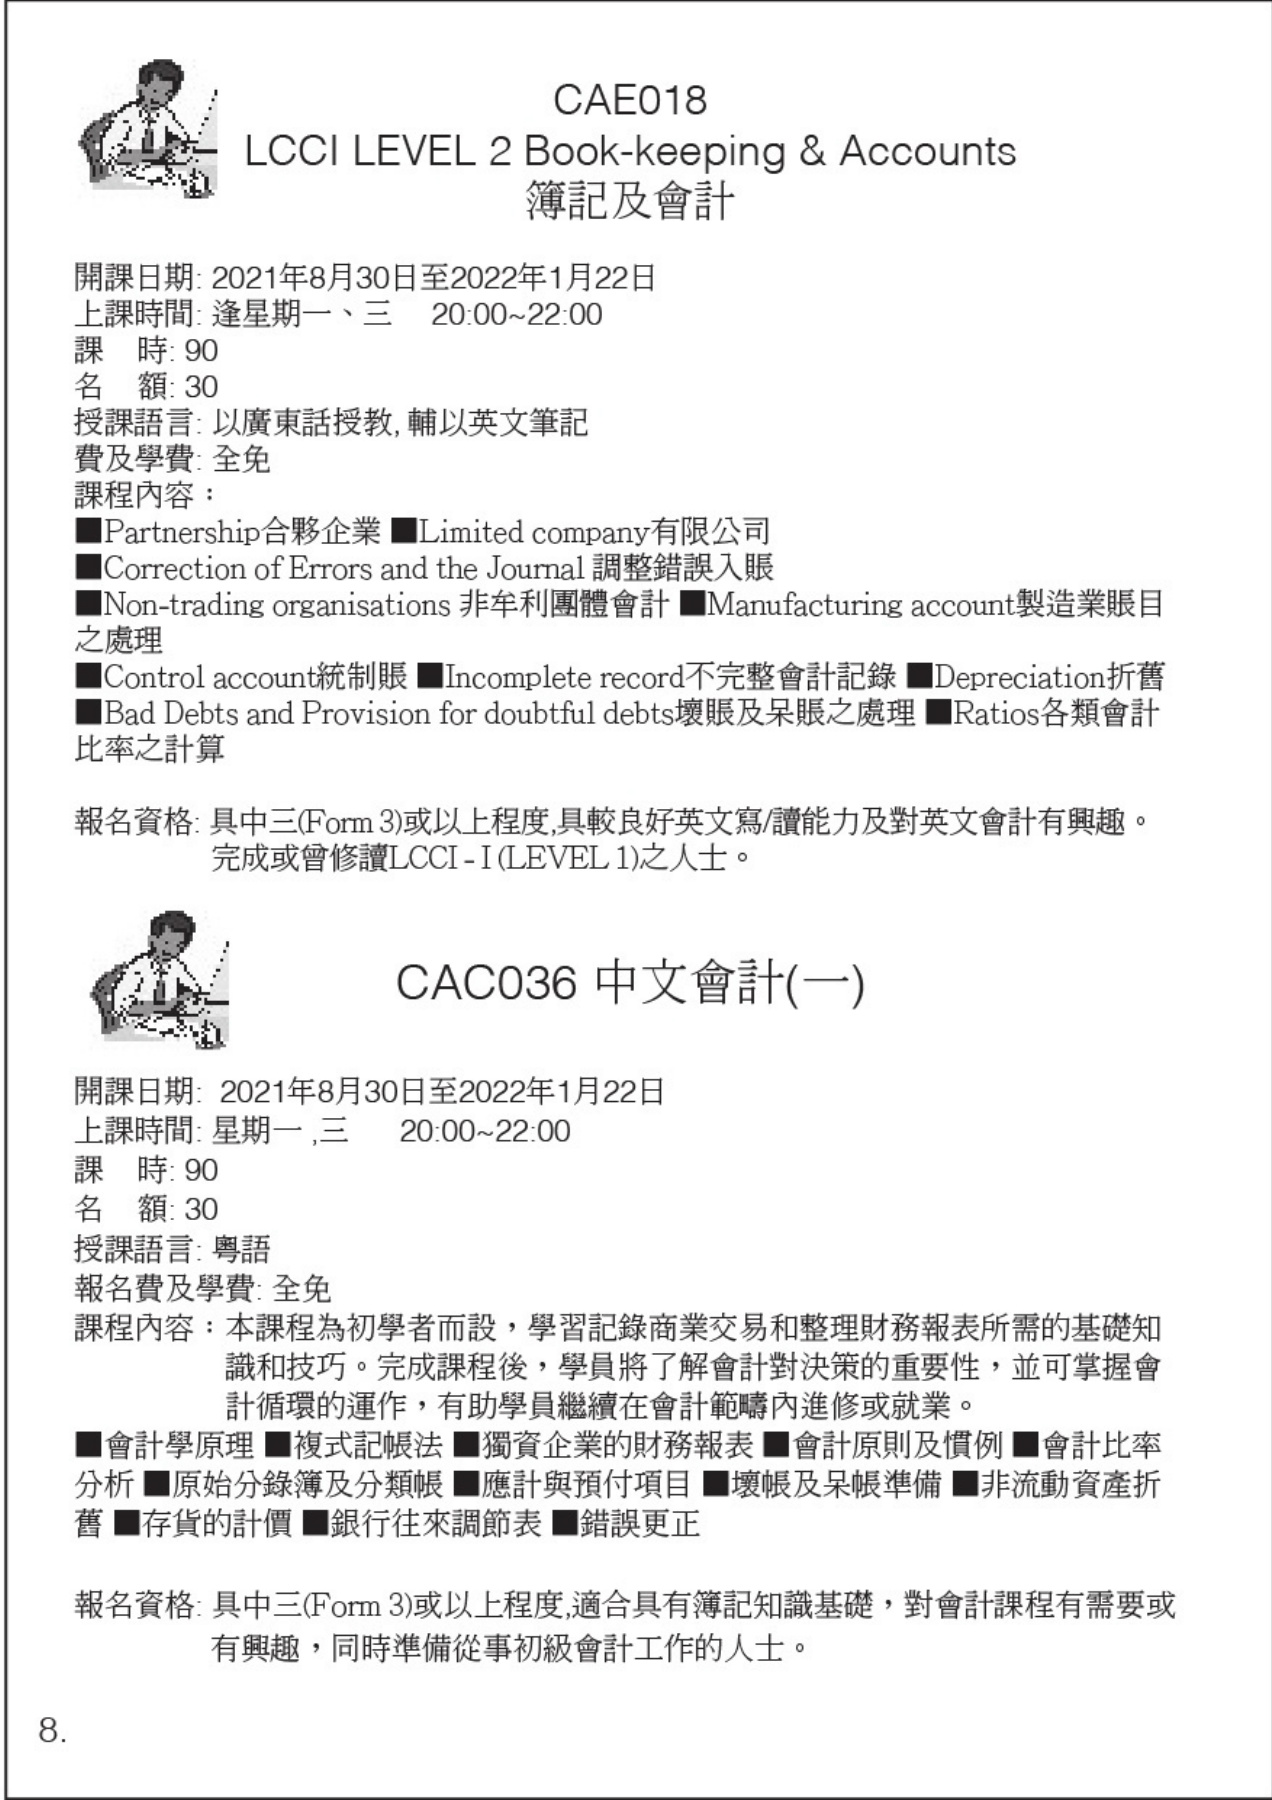 CAE018
LCCI LEVEL 2 Book-keeping & Accounts
簿記及會計
開課日期: 2021年8月30日至2022年1月22日
上課時間: 逢星期一、三 20:00~22:00
課 時: 90
名 額: 30
授課語言: 以廣東話授教, 輔以英文筆記
費及學費: 全免
課程內容：
■Partnership合夥企業 ■Limited company有限公司
■Correction of Errors and the Journal 調整錯誤入賬
■Non-trading organisations 非牟利團體會計 ■Manufacturing account製造業賬目
之處理
■Control account統制賬 ■Incomplete record不完整會計記錄 ■Depreciation折舊
■Bad Debts and Provision for doubtful debts壞賬及呆賬之處理 ■Ratios各類會計
比率之計算
報名資格: 具中三(Form 3)或以上程度,具較良好英文寫/讀能力及對英文會計有興趣。
完成或曾修讀LCCI - I (LEVEL 1)之人士。
CAC036 中文會計(一)
開課日期: 2021年8月30日至2022年1月22日
上課時間: 星期一 ,三 20:00~22:00
課 時: 90
名 額: 30
授課語言: 粵語
報名費及學費: 全免
課程內容：本課程為初學者而設，學習記錄商業交易和整理財務報表所需的基礎知
識和技巧。完成課程後，學員將了解會計對決策的重要性，並可掌握會
計循環的運作，有助學員繼續在會計範疇內進修或就業。
■會計學原理 ■複式記帳法 ■獨資企業的財務報表 ■會計原則及慣例 ■會計比率
分析 ■原始分錄簿及分類帳 ■應計與預付項目 ■壞帳及呆帳準備 ■非流動資產折
舊 ■存貨的計價 ■銀行往來調節表 ■錯誤更正
報名資格: 具中三(Form 3)或以上程度,適合具有簿記知識基礎，對會計課程有需要或
有興趣，同時準備從事初級會計工作的人士。
8.